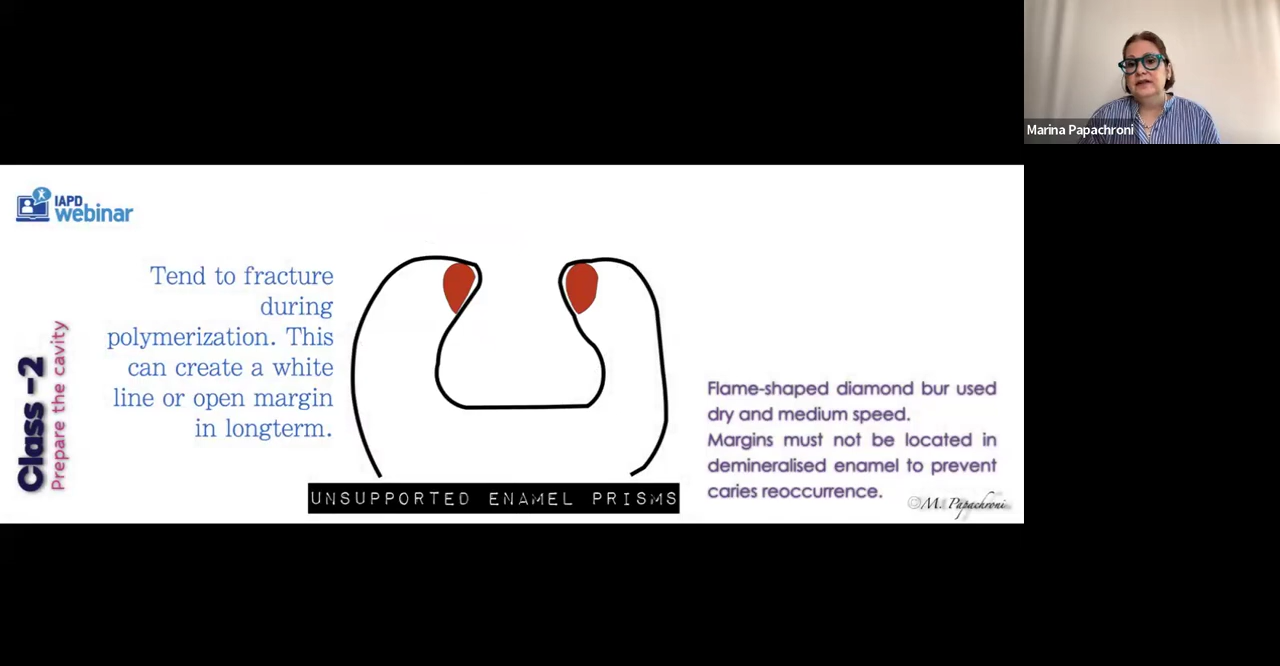 Marina Papachroni
IAPD
webinar
Class -2
Prepare the cavity
Tend to fracture
during
polymerization. This
can create a white
line or open margin
in longterm.
UNSUPPORTED ENAMEL PRISMS
Flame-shaped diamond bur used
dry and medium speed.
Margins must not be located in
demineralised enamel to prevent
caries reoccurrence.
©M. Papachroni